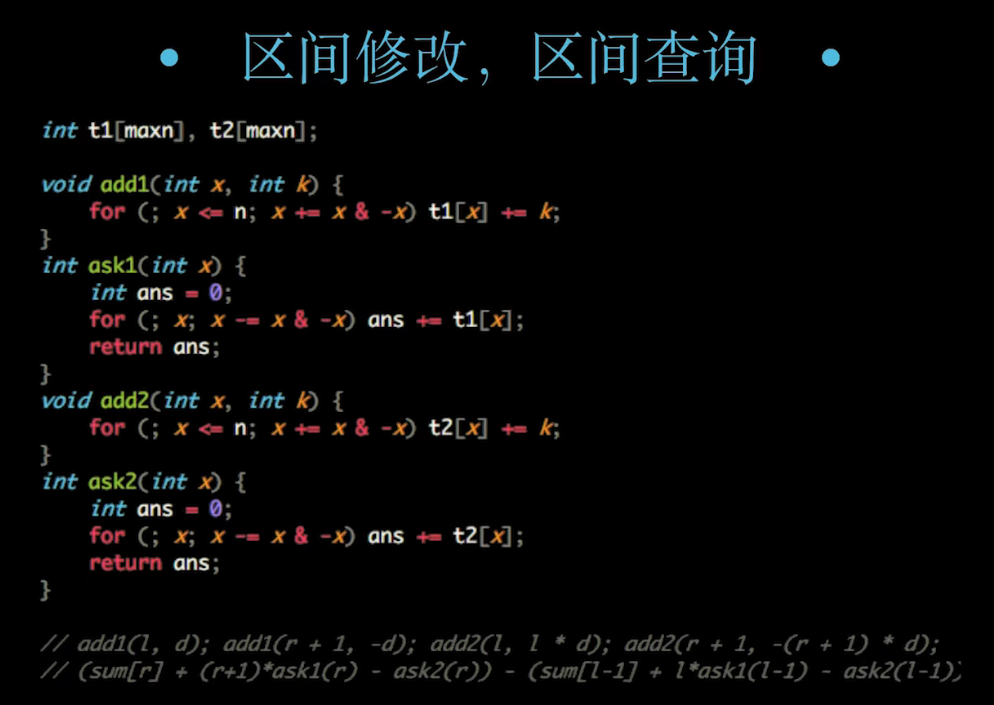 • 区间修改，区间查询 •
int t1[maxn], t2[maxn];
void add1(int x, int k) {
    for (; x <= n; x += x & -x) t1[x] += k;
}
int ask1(int x) {
    int ans = 0;
    for (; x; x -= x & -x) ans += t1[x];
    return ans;
}
void add2(int x, int k) {
    for (; x <= n; x += x & -x) t2[x] += k;
}
int ask2(int x) {
    int ans = 0;
    for (; x; x -= x & -x) ans += t2[x];
    return ans;
}
// add1(l, d); add1(r + 1, -d); add2(l, l * d); add2(r + 1, -(r + 1) * d);
// (sum[r] + (r+1)*ask1(r) - ask2(r)) - (sum[l-1] + l*ask1(l-1) - ask2(l-1))